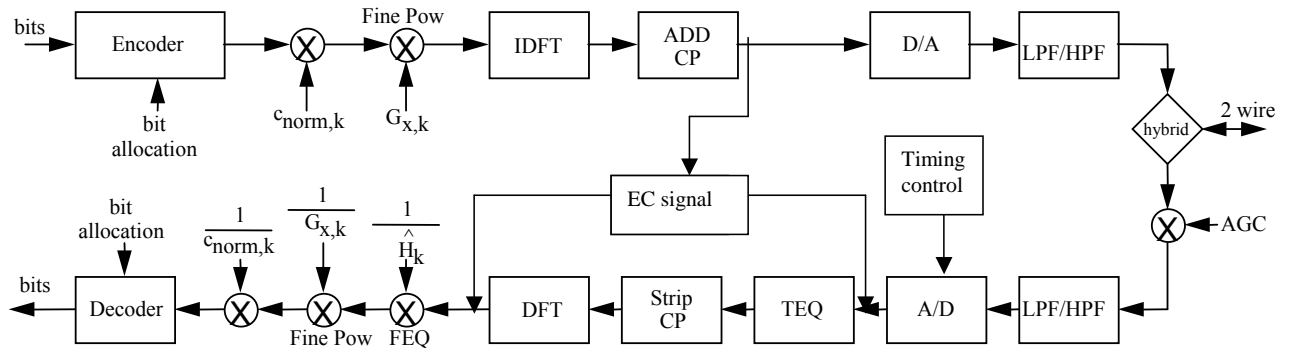 Fine Pow
bits
Encoder
IDFT
ADD
CP
D/A
LPF/HPF
c norm,k
G x,k
bit
allocation
2 wire
hybrid
Timing
control
EC signal
AGC
bit
allocation
1
c norm,k
1
G x,k
1
^
H k
bits
Decoder
DFT
Strip
CP
TEQ
A/D
LPF/HPF
Fine Pow
FEQ